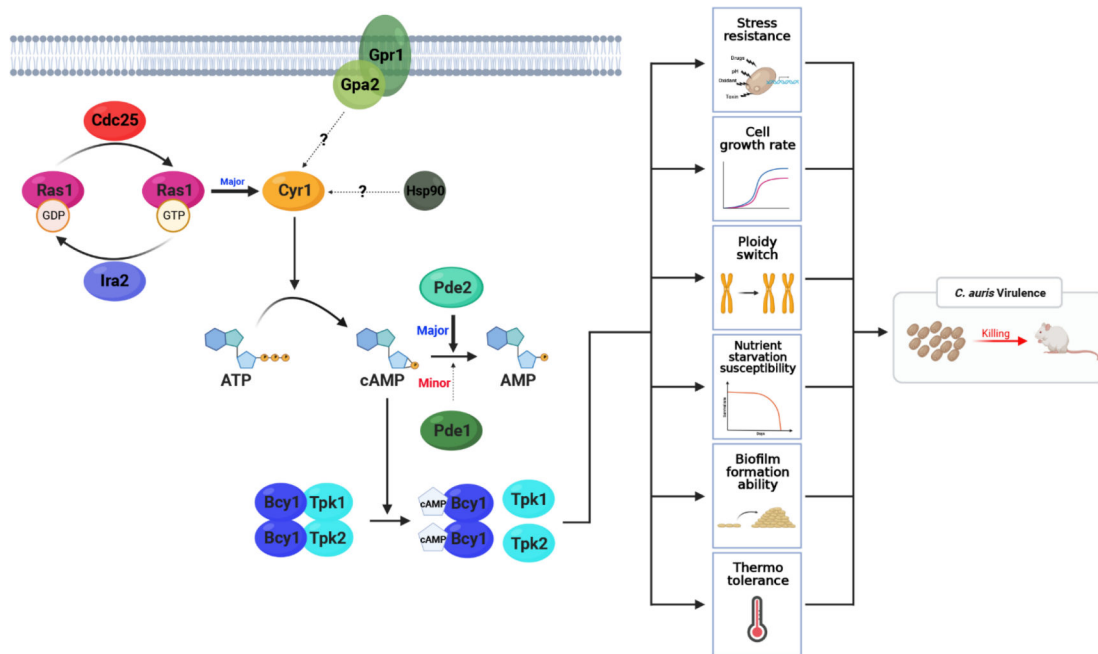 Gpr1
Gpa2
Cdc25
Ras1
GDP
Ras1
GTP
Ira2
Major
Cyr1
?
?
Hsp90
ATP
cAMP
AMP
Pde2
Major
Minor
Pde1
Bcy1 Tpk1
Bcy1 Tpk2
cAMP Bcy1 Tpk1
cAMP Bcy1 Tpk2
Stress
resistance
Drugs
pH
Oxidant
Toxin
Cell
growth rate
Ploidy
switch
Nutrient
starvation
susceptibility
Days
Biofilm
formation
ability
Thermo
tolerance
C. auris Virulence
Killing